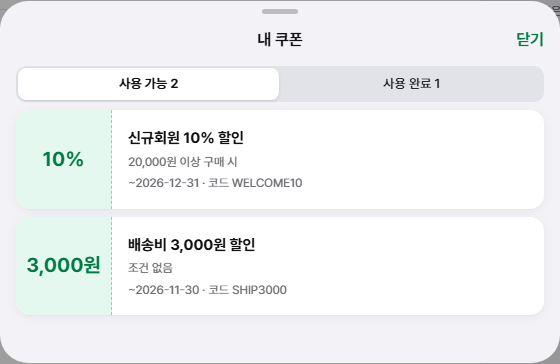 내 쿠폰
닫기
사용 가능 2
사용 완료 1
10%
신규회원 10% 할인
20,000원 이상 구매 시
~2026-12-31 · 코드 WELCOME10
3,000원
배송비 3,000원 할인
조건 없음
~2026-11-30 · 코드 SHIP3000